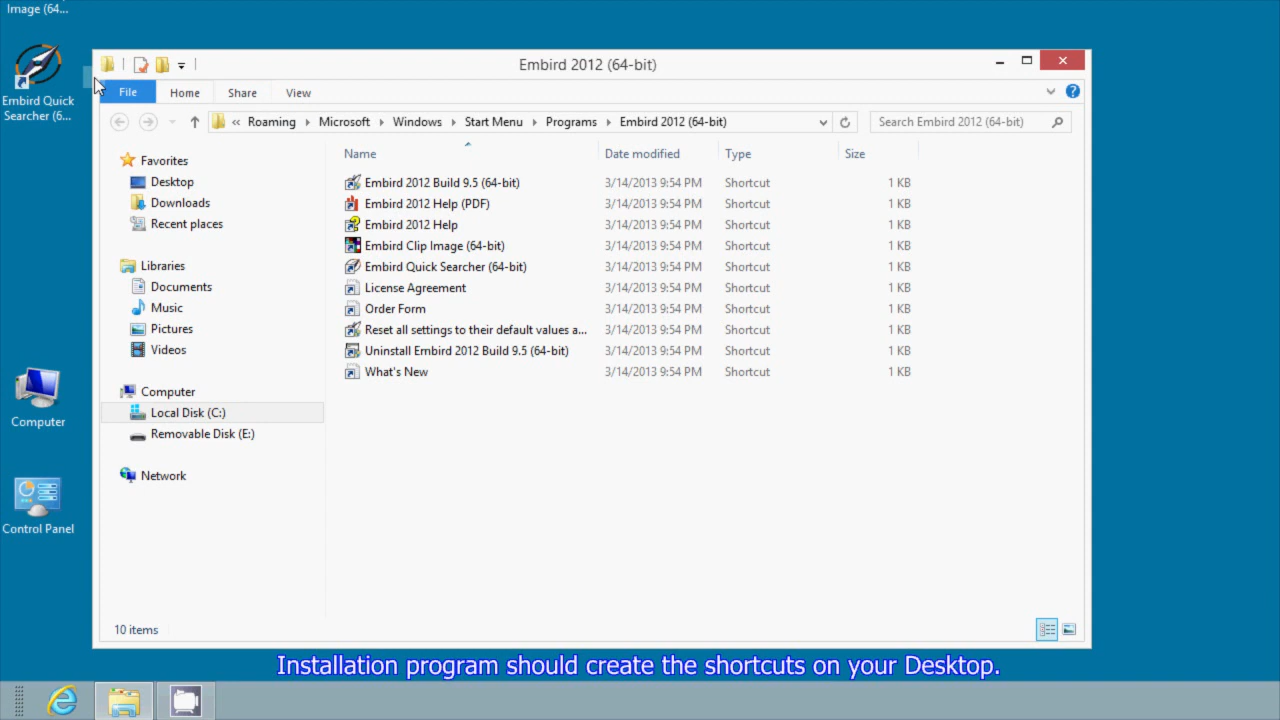 Image (64...
Embird Quick
Searcher (6...
Computer
Control Panel
Embird 2012 (64-bit)
File Home Share View
« Roaming Microsoft Windows Start Menu Programs Embird 2012 (64-bit) Search Embird 2012 (64-bit)
Favorites
Desktop
Downloads
Recent places
Libraries
Documents
Music
Pictures
Videos
Computer
Local Disk (C:)
Removable Disk (E:)
Network
Name Date modified Type Size
Embird 2012 Build 9.5 (64-bit) 3/14/2013 9:54 PM Shortcut 1 KB
Embird 2012 Help (PDF) 3/14/2013 9:54 PM Shortcut 1 KB
Embird 2012 Help 3/14/2013 9:54 PM Shortcut 1 KB
Embird Clip Image (64-bit) 3/14/2013 9:54 PM Shortcut 1 KB
Embird Quick Searcher (64-bit) 3/14/2013 9:54 PM Shortcut 1 KB
License Agreement 3/14/2013 9:54 PM Shortcut 1 KB
Order Form 3/14/2013 9:54 PM Shortcut 1 KB
Reset all settings to their default values a... 3/14/2013 9:54 PM Shortcut 1 KB
Uninstall Embird 2012 Build 9.5 (64-bit) 3/14/2013 9:54 PM Shortcut 1 KB
What's New 3/14/2013 9:54 PM Shortcut 1 KB
10 items
Installation program should create the shortcuts on your Desktop.